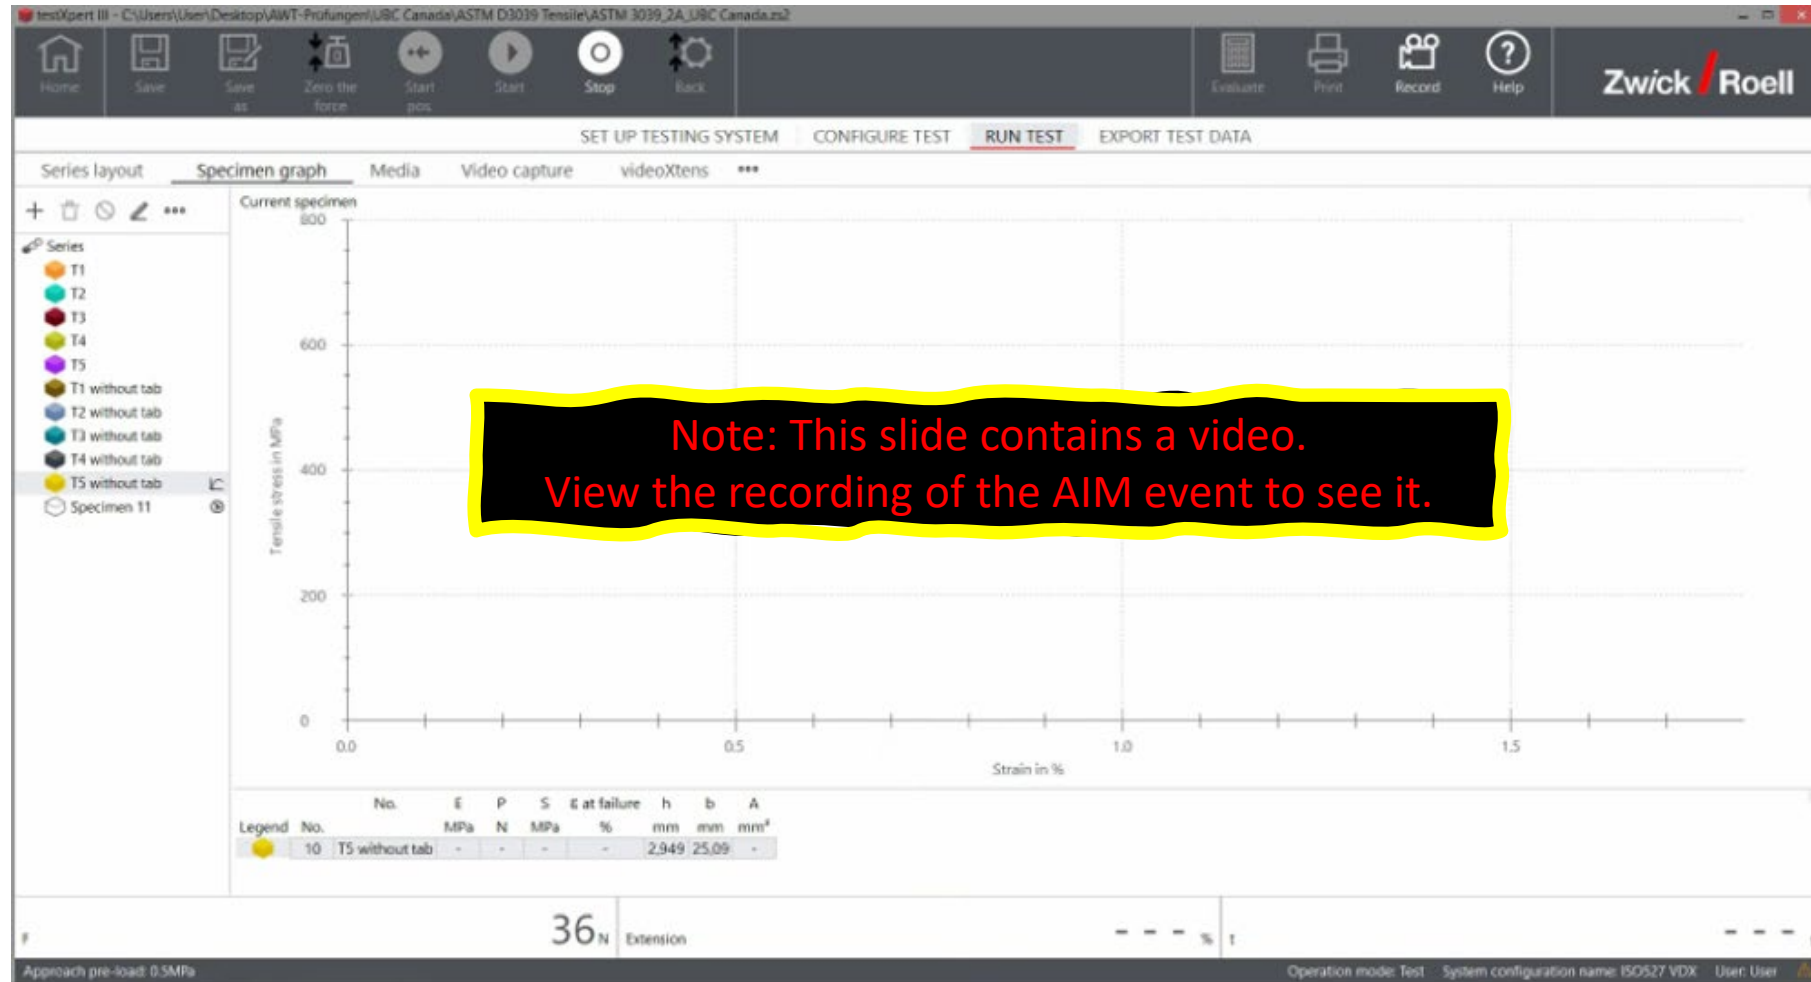 testXpert III - C:\Users\User\Desktop\AWT-Prüfungen\UBC Canada\ASTM D3039 Tensile\ASTM 3039_2A_UBC Canada.zs2
Home
Save
Save as
Zero the force
Start pos.
Start
Stop
Back
Evaluate
Print
Record
Help
Zwick Roell
SET UP TESTING SYSTEM
CONFIGURE TEST
RUN TEST
EXPORT TEST DATA
Series layout
Specimen graph
Media
Video capture
videoXtens
Series
T1
T2
T3
T4
T5
T1 without tab
T2 without tab
T3 without tab
T4 without tab
T5 without tab
Specimen 11
Current specimen
800
600
400
200
0
Tensile stress in MPa
Note: This slide contains a video.
View the recording of the AIM event to see it.
0.0 0.5 1.0 1.5
Strain in %
No. E P S ε at failure h b A
Legend No. MPa N MPa % mm mm mm²
10 T5 without tab - - - - 2,949 25,09 -
F 36 N
Extension - - - %
t - - -
Approach pre-load: 0.5MPa
Operation mode: Test System configuration name: ISO527 VDX User: User